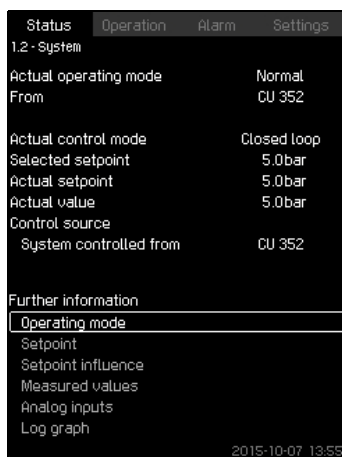 Status Operation Alarm Settings
1.2 - System
Actual operating mode Normal
From CU 352
Actual control mode Closed loop
Selected setpoint 5.0bar
Actual setpoint 5.0bar
Actual value 5.0bar
Control source
System controlled from CU 352
Further information
Operating mode
Setpoint
Setpoint influence
Measured values
Analog inputs
Log graph
2015-10-07 13:55